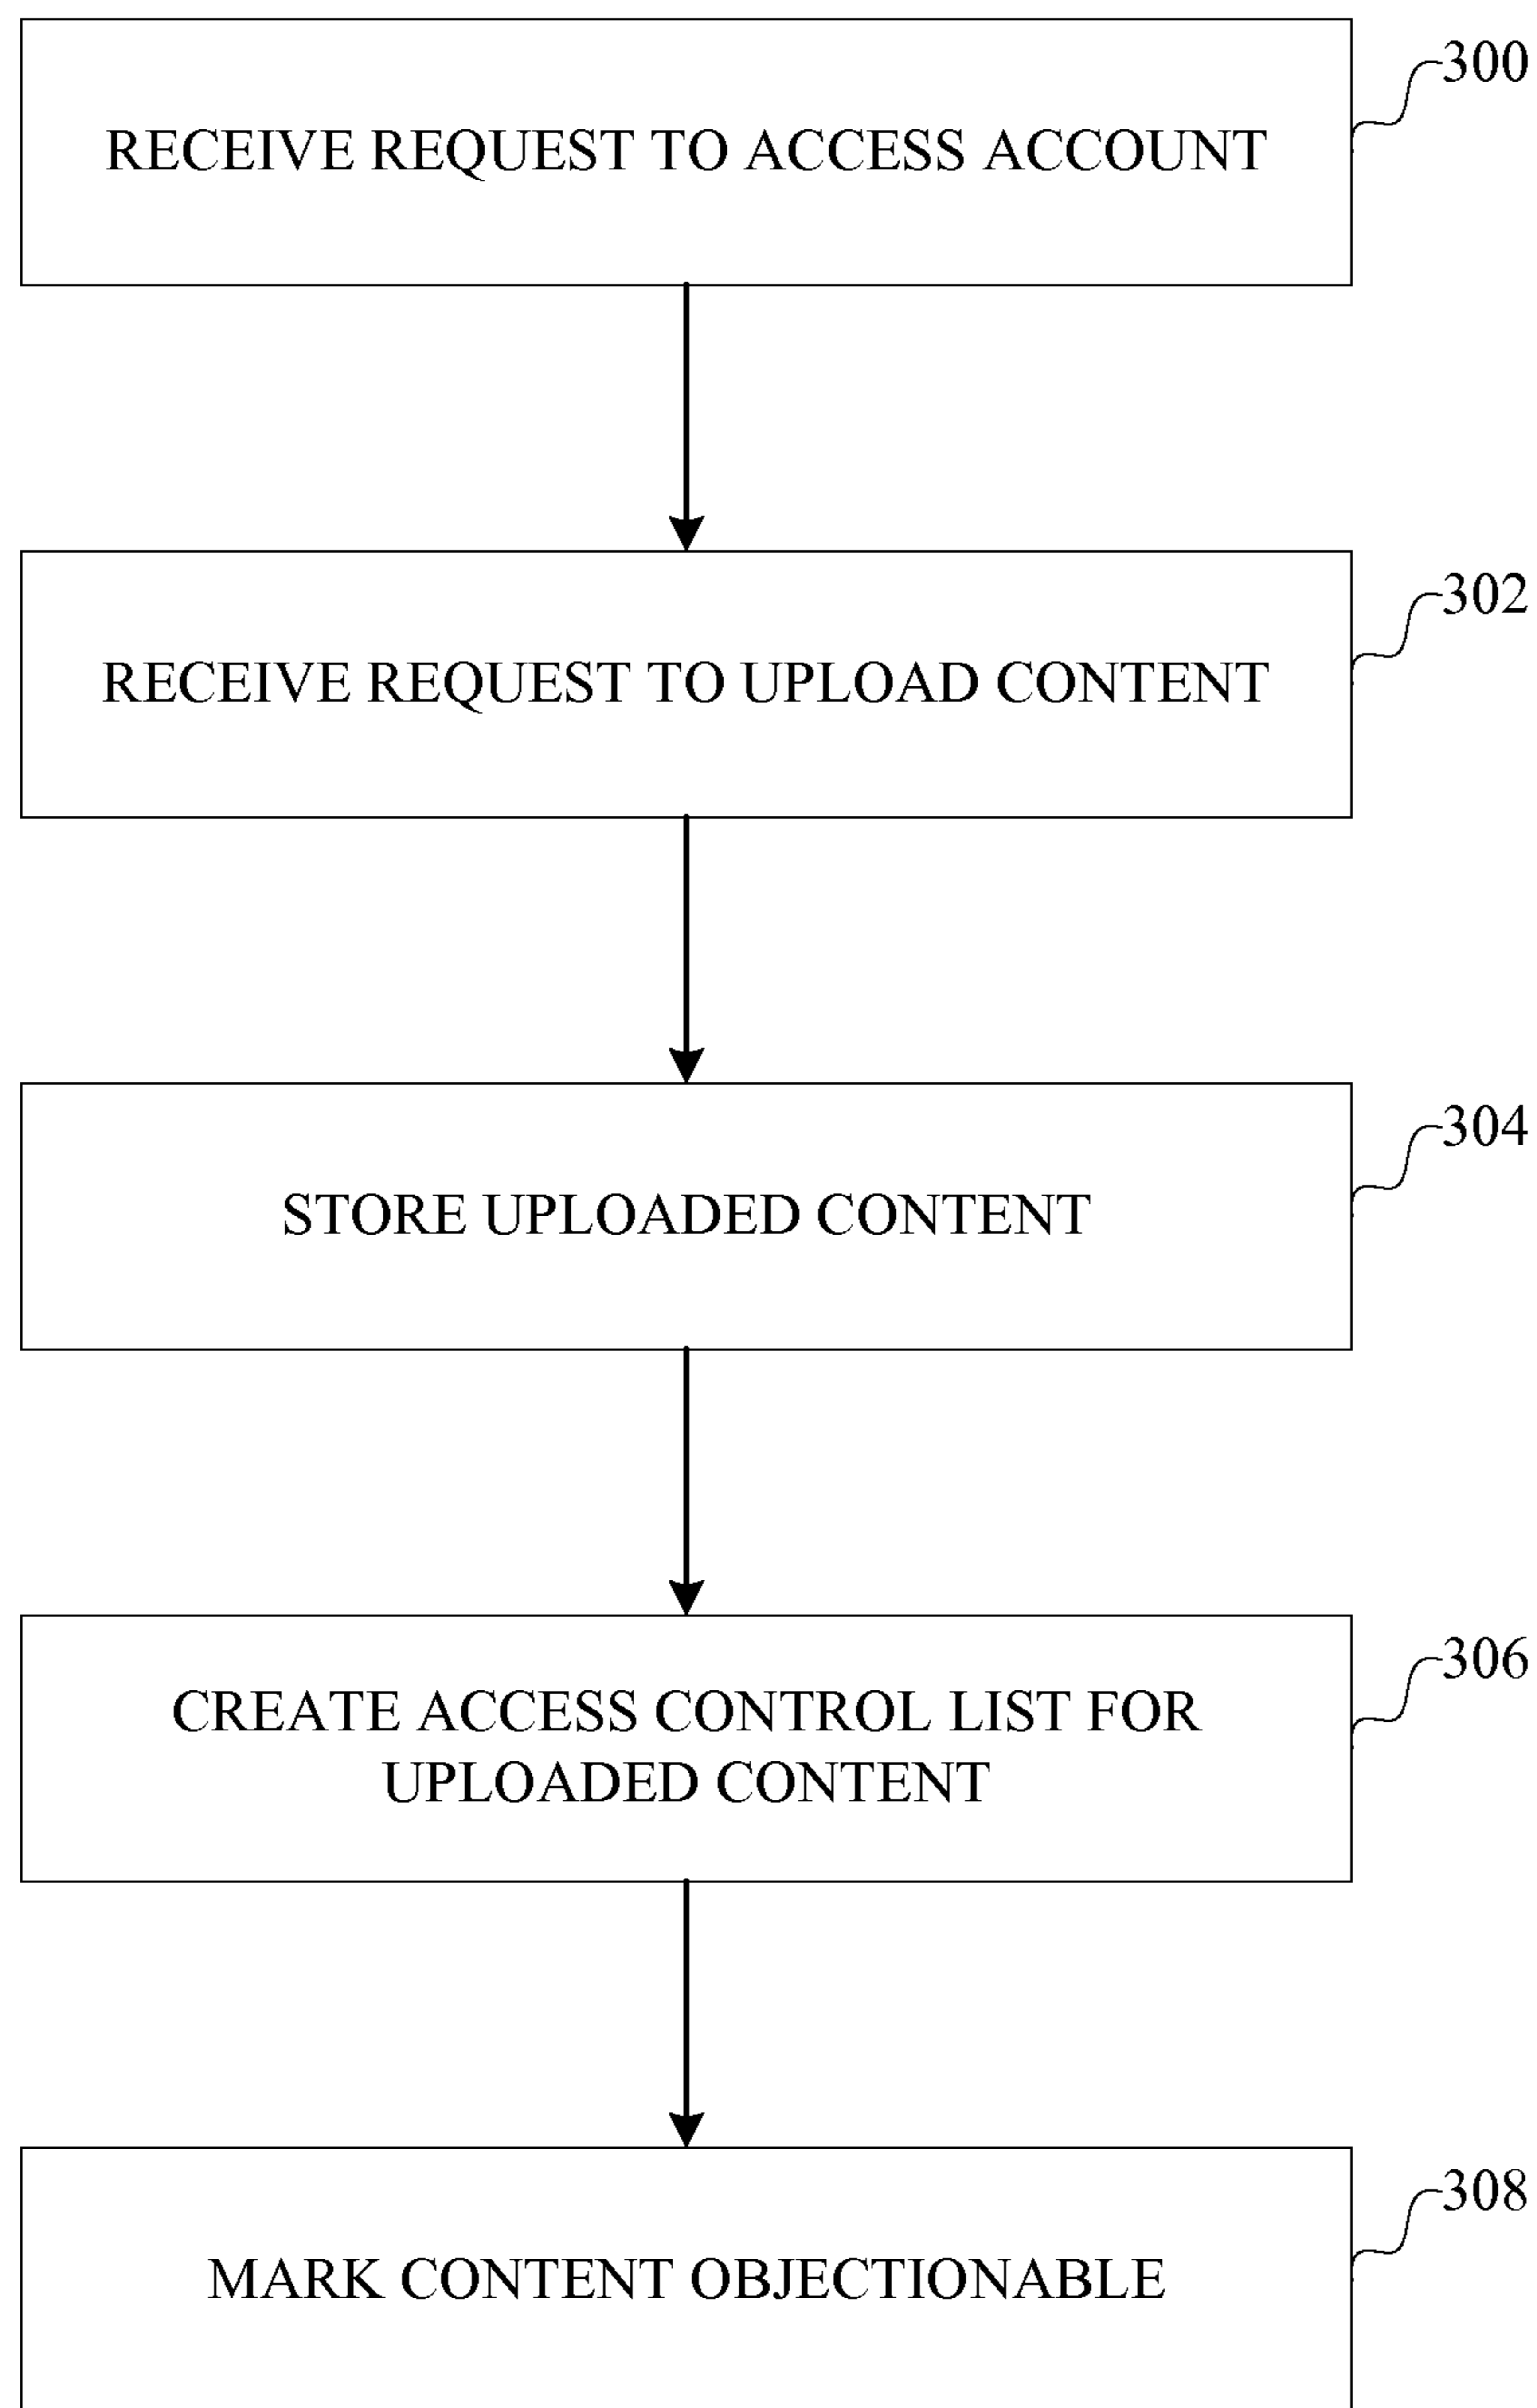 300
RECEIVE REQUEST TO ACCESS ACCOUNT
302
RECEIVE REQUEST TO UPLOAD CONTENT
304
STORE UPLOADED CONTENT
306
CREATE ACCESS CONTROL LIST FOR
UPLOADED CONTENT
308
MARK CONTENT OBJECTIONABLE